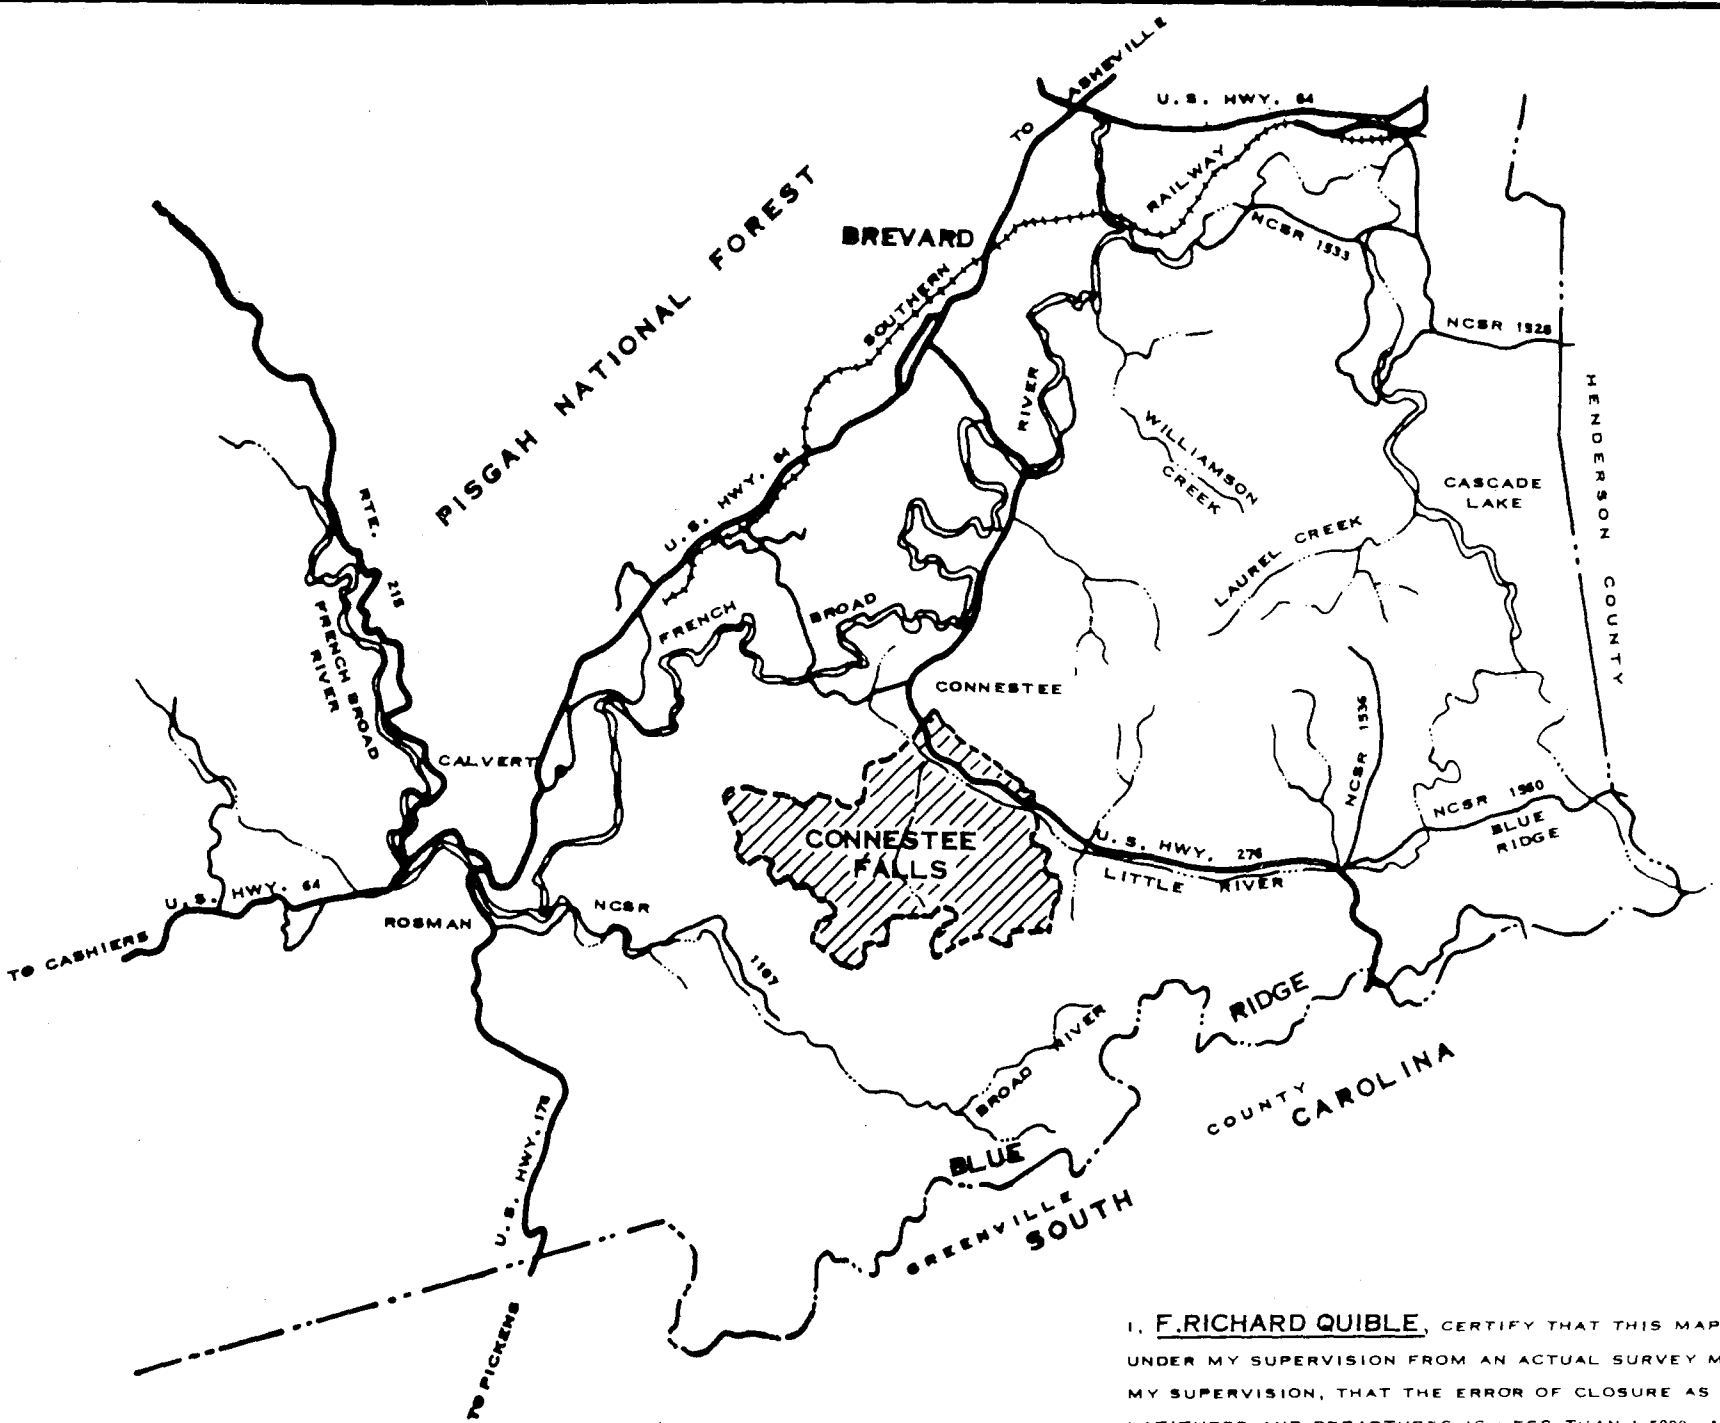 TO ASHEVILLE
U.S. HWY. 64
RAILWAY
PISGAH NATIONAL FOREST
BREVARD
SOUTHERN
NCSR 1533
NCSR 1528
HENDERSON COUNTY
RIVER
WILLIAMSON
CREEK
CASCADE
LAKE
U.S. HWY. 64
RTE. 215
LAUREL CREEK
FRENCH BROAD
RIVER
FRENCH BROAD
CONNESTEE
NCSR 1536
CALVERT
NCSR 1560
BLUE
RIDGE
CONNESTEE
FALLS
U.S. HWY. 276
LITTLE RIVER
U.S. HWY. 64
ROSMAN
NCSR 1107
TO CASHIERS
BROAD RIVER
BLUE RIDGE
GREENVILLE COUNTY
SOUTH CAROLINA
U.S. HWY. 178
TO PICKENS
I, F.RICHARD QUIBLE, CERTIFY THAT THIS MAP
UNDER MY SUPERVISION FROM AN ACTUAL SURVEY M
MY SUPERVISION, THAT THE ERROR OF CLOSURE AS